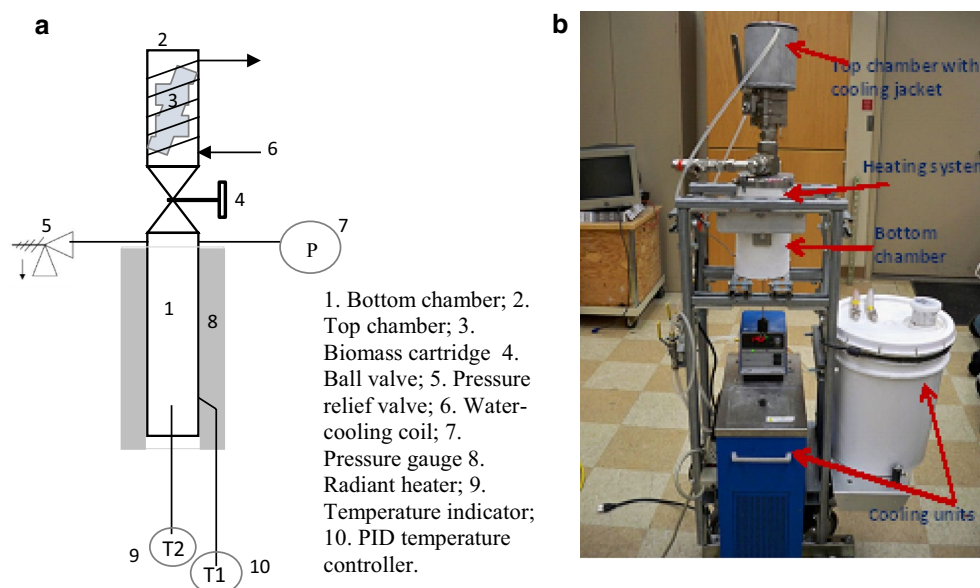 a
2
3
6
4
5
7
P
1
8
1. Bottom chamber; 2.
Top chamber; 3.
Biomass cartridge 4.
Ball valve; 5. Pressure
relief valve; 6. Water-
cooling coil; 7.
Pressure gauge 8.
Radiant heater; 9.
Temperature indicator;
10. PID temperature
controller.
9
T2
T1
10
b
Top chamber with
cooling jacket
Heating system
Bottom
chamber
Cooling units